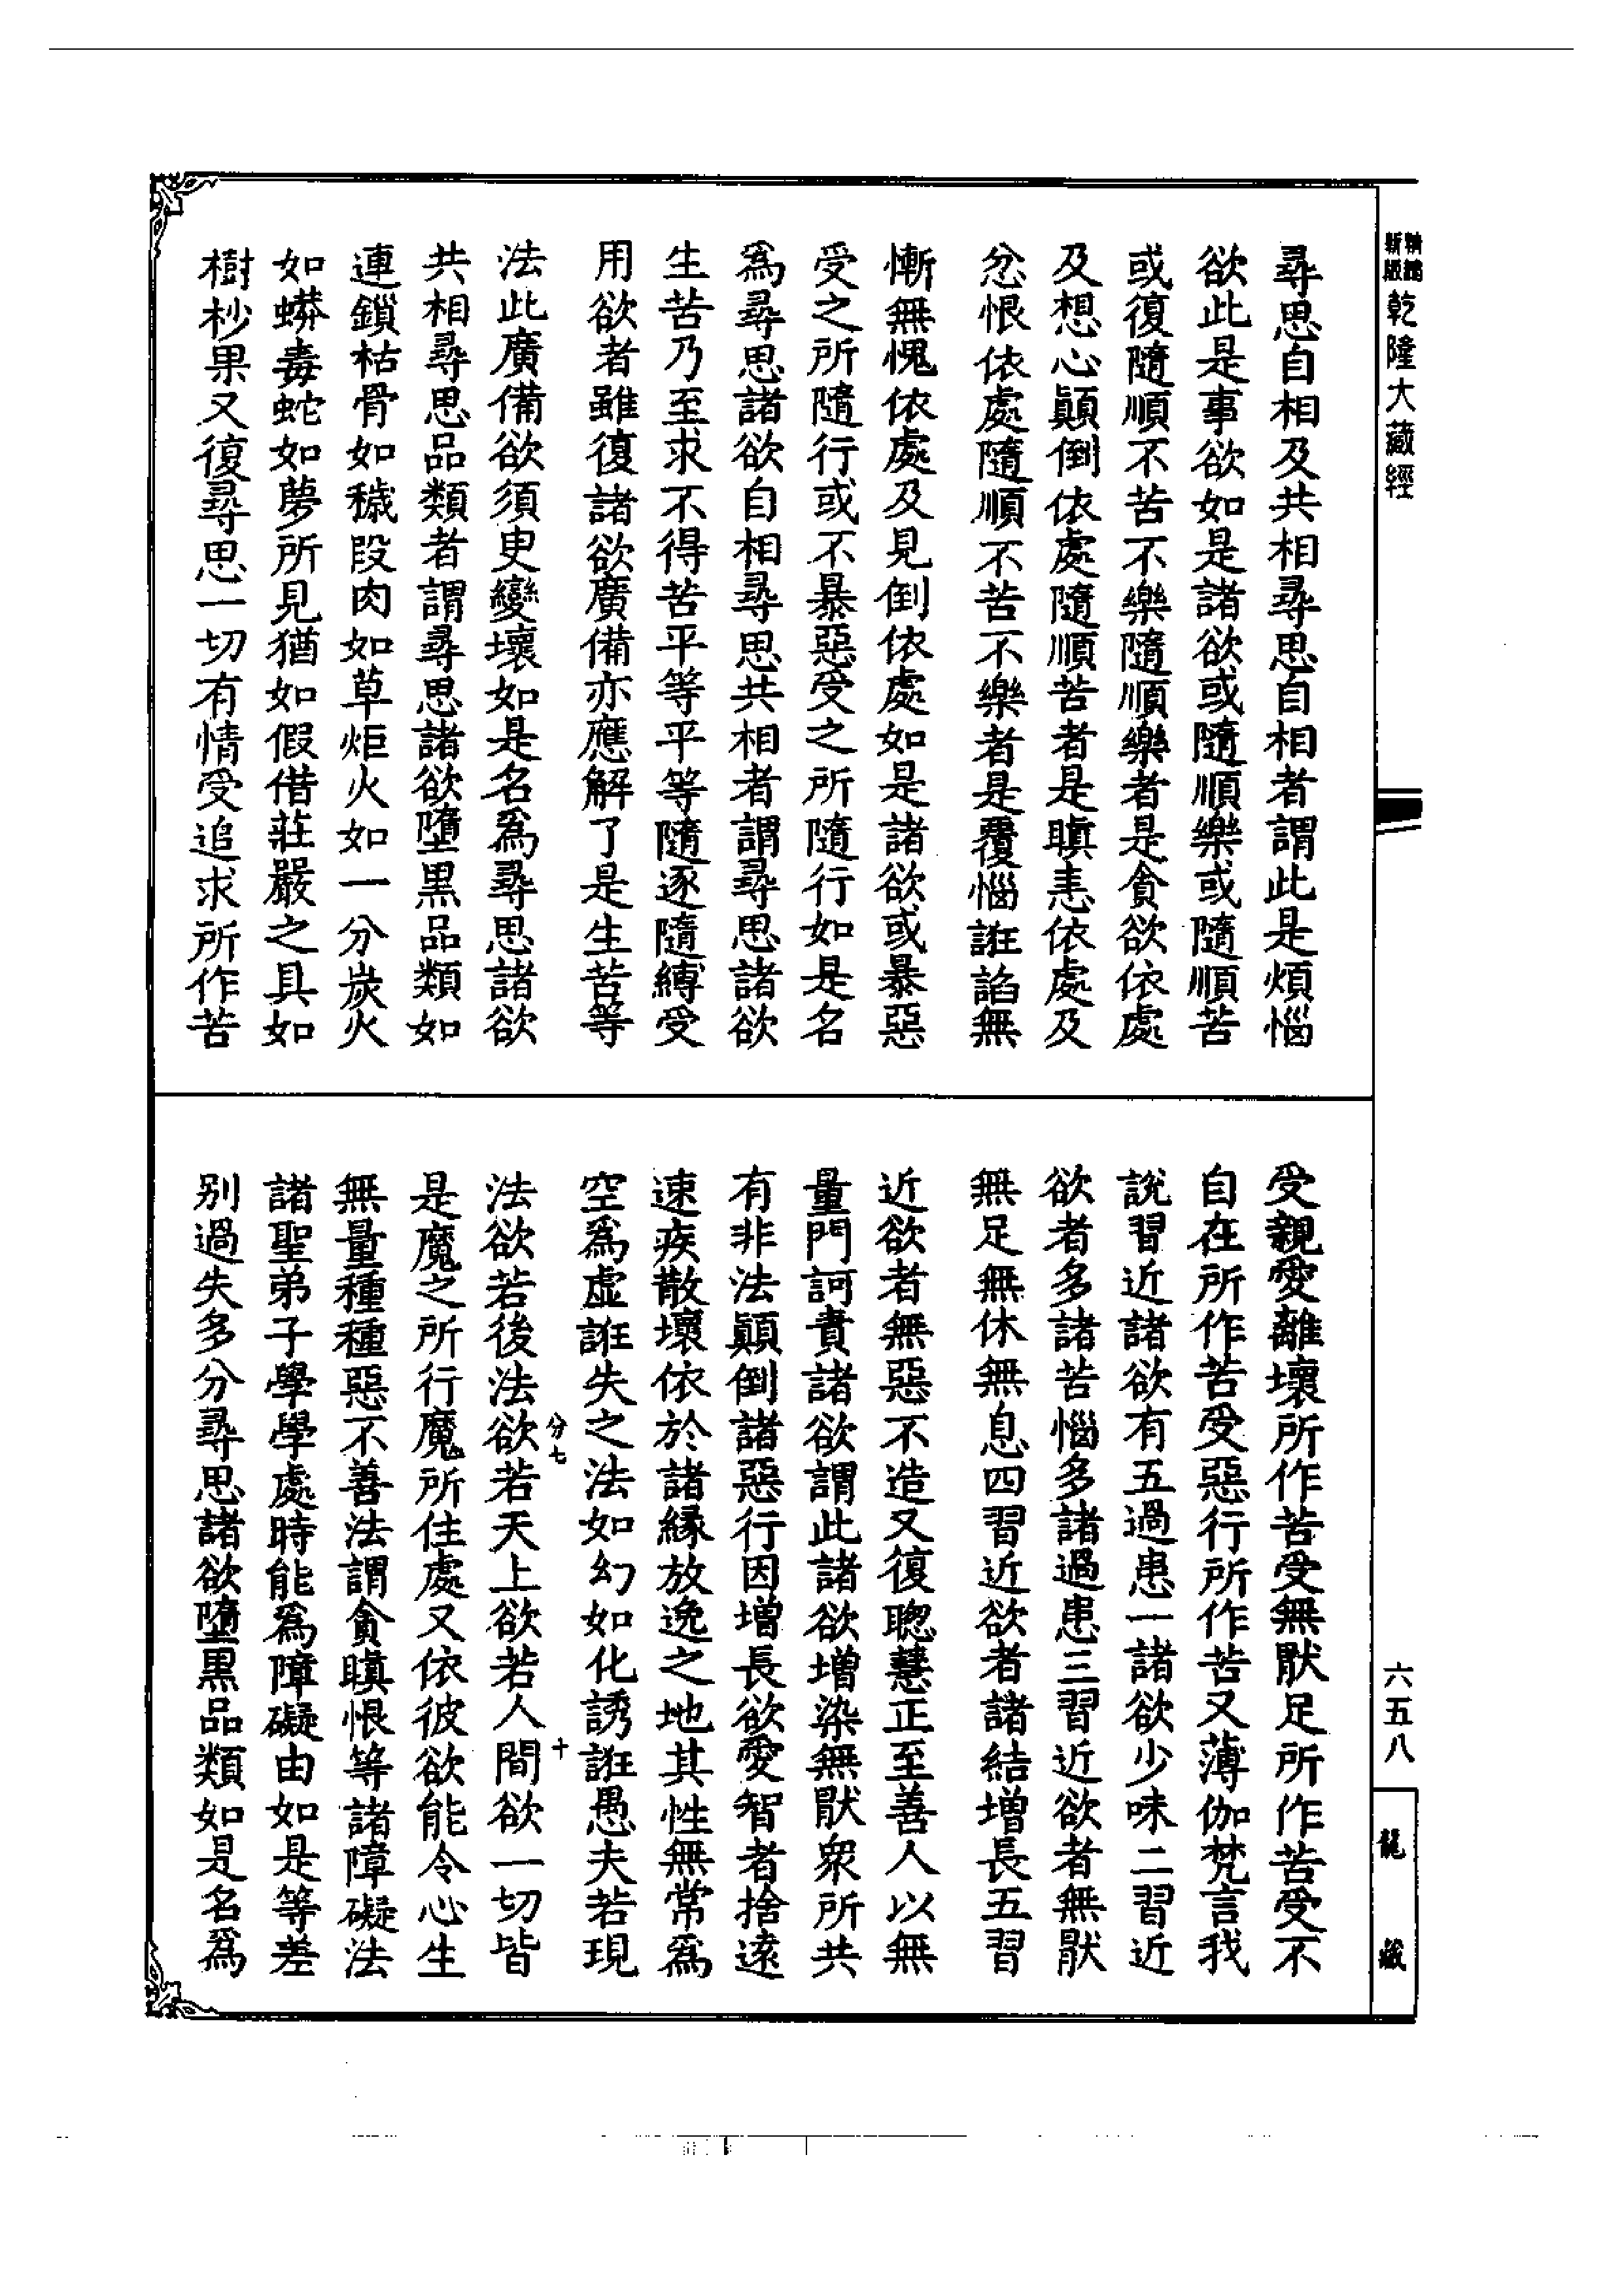 精縮新版乾隆大藏經
尋思自相及共相尋思自相者謂此是煩惱
欲此是事欲如是諸欲或隨順樂或隨順苦
或復隨順不苦不樂隨順樂者是貪欲依處
及想心顚倒依處隨順苦者是瞋恚依處及
忿恨依處隨順不苦不樂者是覆惱誑諂無
慚無愧依處及見倒依處如是諸欲或暴惡
受之所隨行或不暴惡受之所隨行如是名
爲尋思諸欲自相尋思共相者謂尋思諸欲
生苦乃至求不得苦平等平等隨逐隨縛受
用欲者雖復諸欲廣備亦應解了是生苦等
法此廣備欲須臾變壞如是名爲尋思諸欲
共相尋思品類者謂尋思諸欲墮黑品類如
連鎖枯骨如穢段肉如草炬火如一分炭火
如蟒毒蛇如夢所見猶如假借莊嚴之具如
樹杪果又復尋思一切有情受追求所作苦
受親愛離壞所作苦受無猒足所作苦受不
自在所作苦受惡行所作苦又薄伽梵言我
說習近諸欲有五過患一諸欲少味二習近
欲者多諸苦惱多諸過患三習近欲者無猒
無足無休無息四習近欲者諸結增長五習
近欲者無惡不造又復聰慧正至善人以無
量門訶責諸欲謂此諸欲增染無猒衆所共
有非法顚倒諸惡行因增長欲愛智者捨遠
速疾散壞依於諸緣放逸之地其性無常爲
空爲虛誑失之法如幻如化誘誑愚夫若現
分七 十
法欲若後法欲若天上欲若人間欲一切皆
是魔之所行魔所住處又依彼欲能令心生
無量種種惡不善法謂貪瞋恨等諸障礙法
諸聖弟子學學處時能爲障礙由如是等差
別過失多分尋思諸欲墮黑品類如是名爲
六五八
龍藏